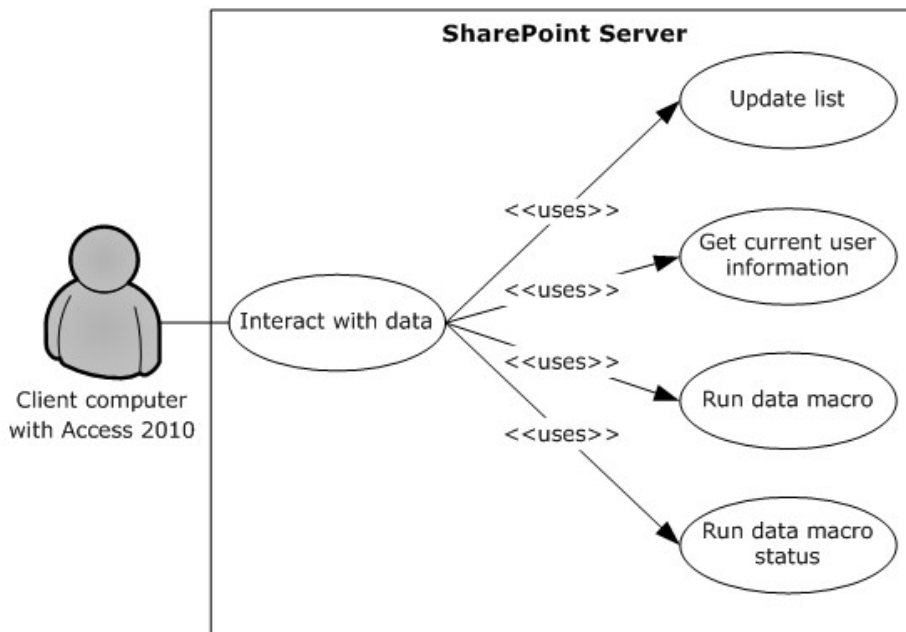 SharePoint Server
Update list
<<uses>>
Get current user
information
<<uses>>
Interact with data
<<uses>>
Run data macro
Client computer
with Access 2010
<<uses>>
Run data macro
status